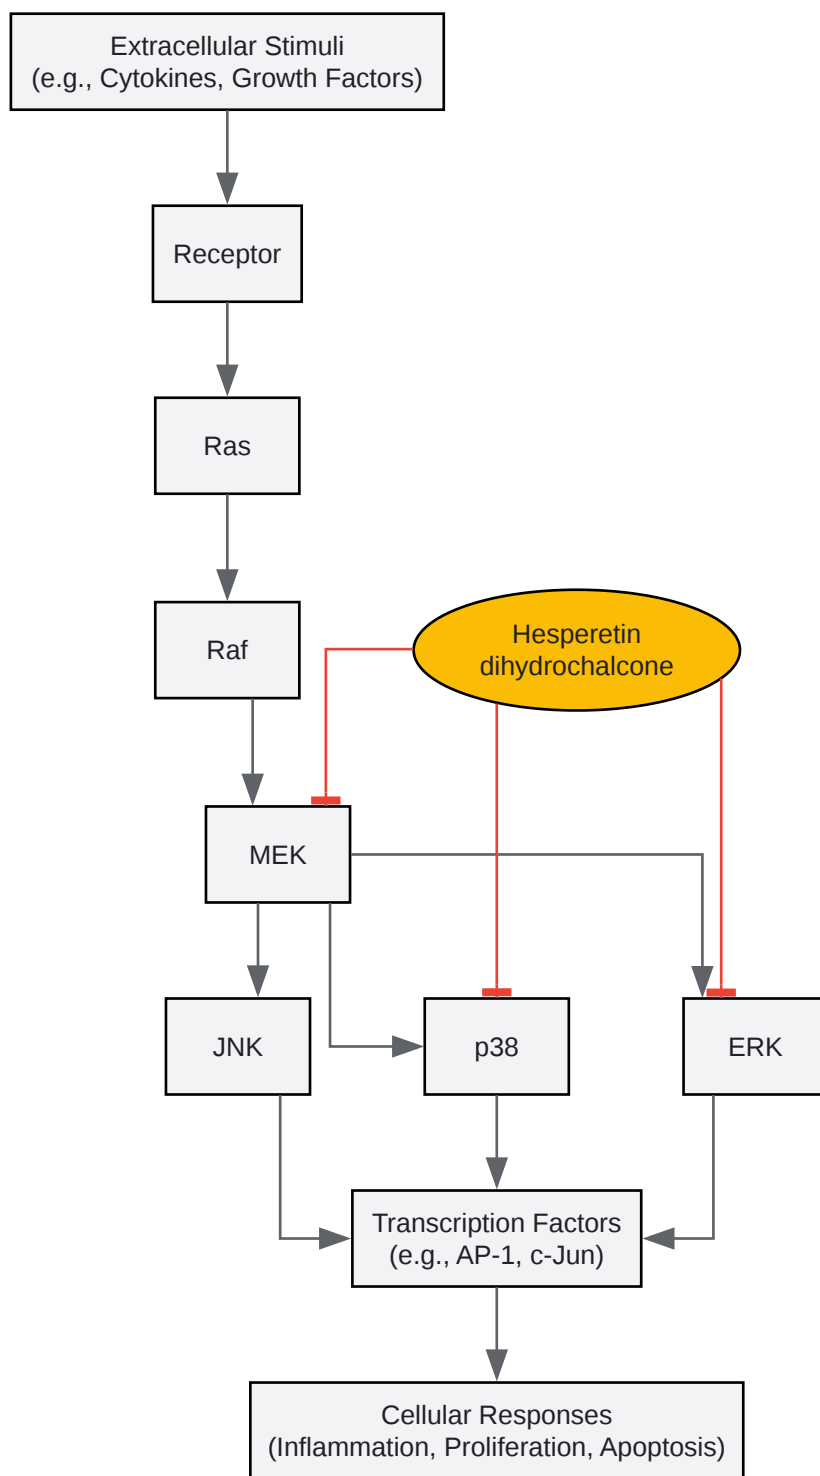 Extracellular Stimuli
(e.g., Cytokines, Growth Factors)
Receptor
Ras
Raf
Hesperetin
dihydrochalcone
MEK
JNK
p38
ERK
Transcription Factors
(e.g., AP-1, c-Jun)
Cellular Responses
(Inflammation, Proliferation, Apoptosis)